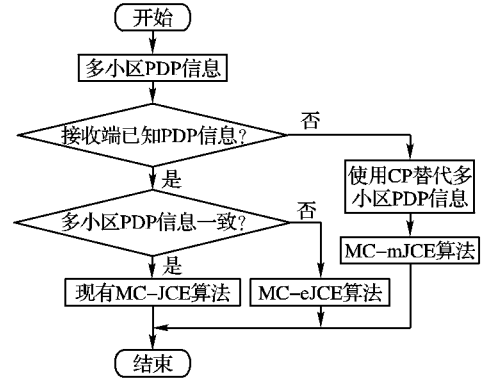 开始
多小区PDP信息
接收端已知PDP信息?
否
是
使用CP替代多
小区PDP信息
多小区PDP信息一致?
否
是
MC-mJCE算法
现有MC-JCE算法
MC-eJCE算法
结束